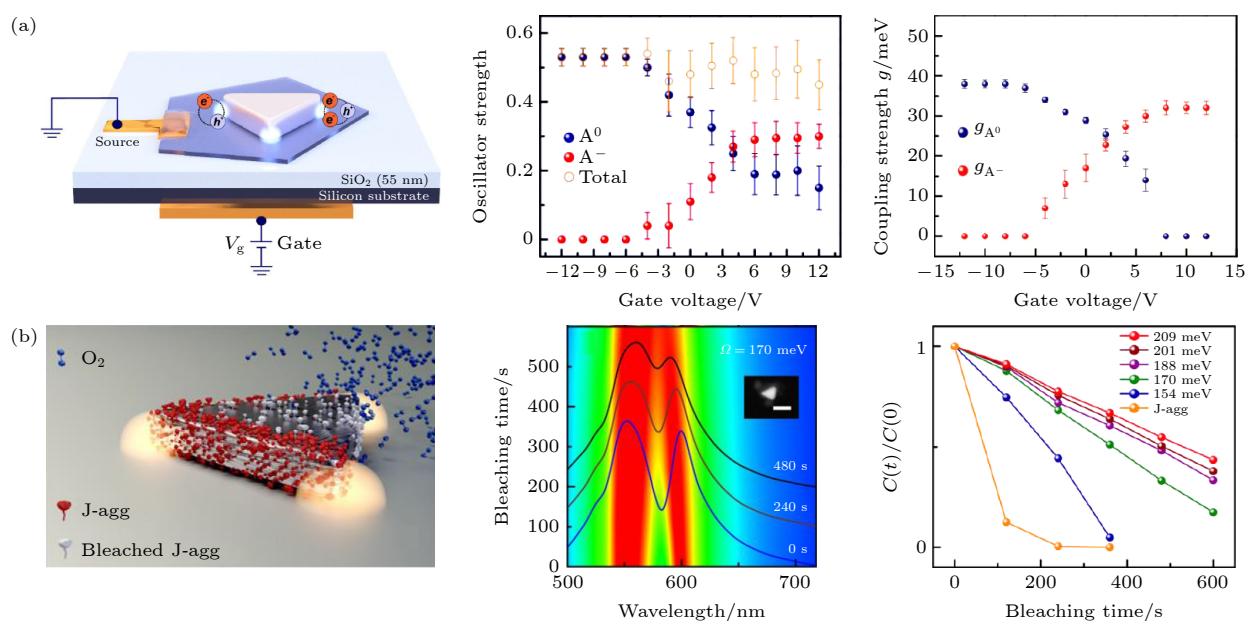 (a)
e⁻
h⁺
e⁻
h⁺
e⁻
Source
SiO₂ (55 nm)
Silicon substrate
V_g
Gate
Oscillator strength
0.6
0.4
0.2
0
A⁰
A⁻
Total
−12 −9 −6 −3 0 3 6 9 12
Gate voltage/V
Coupling strength g/meV
50
40
30
20
10
0
g_A⁰
g_A⁻
−15 −10 −5 0 5 10 15
Gate voltage/V
(b)
O₂
J-agg
Bleached J-agg
Bleaching time/s
500
400
300
200
100
0
Ω = 170 meV
480 s
240 s
0 s
500 600 700
Wavelength/nm
C(t)/C(0)
1
0
209 meV
201 meV
188 meV
170 meV
154 meV
J-agg
0 200 400 600
Bleaching time/s